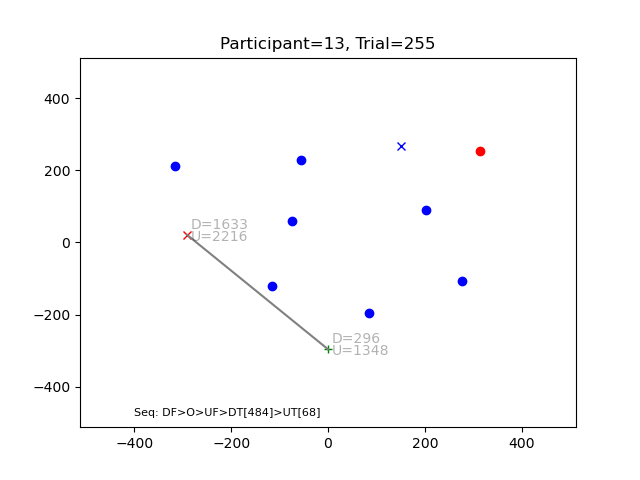 Participant=13, Trial=255
400
200
0
−200
−400
D=1633
U=2216
D=296
U=1348
Seq: DF>O>UF>DT[484]>UT[68]
−400
−200
0
200
400